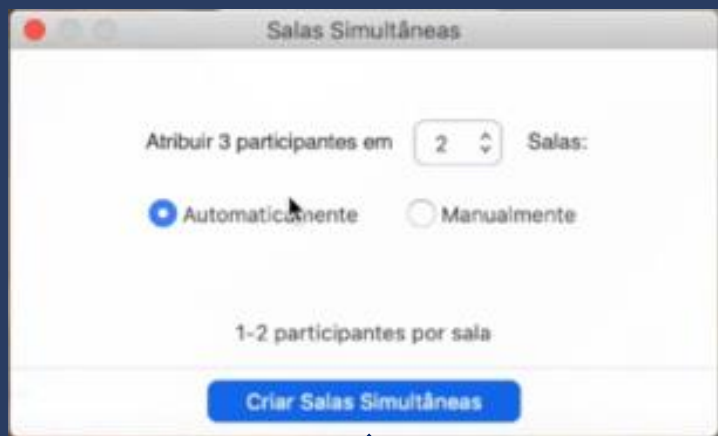 Salas Simultâneas
Atribuir 3 participantes em 2 Salas:
Automaticamente Manualmente
1-2 participantes por sala
Criar Salas Simultâneas